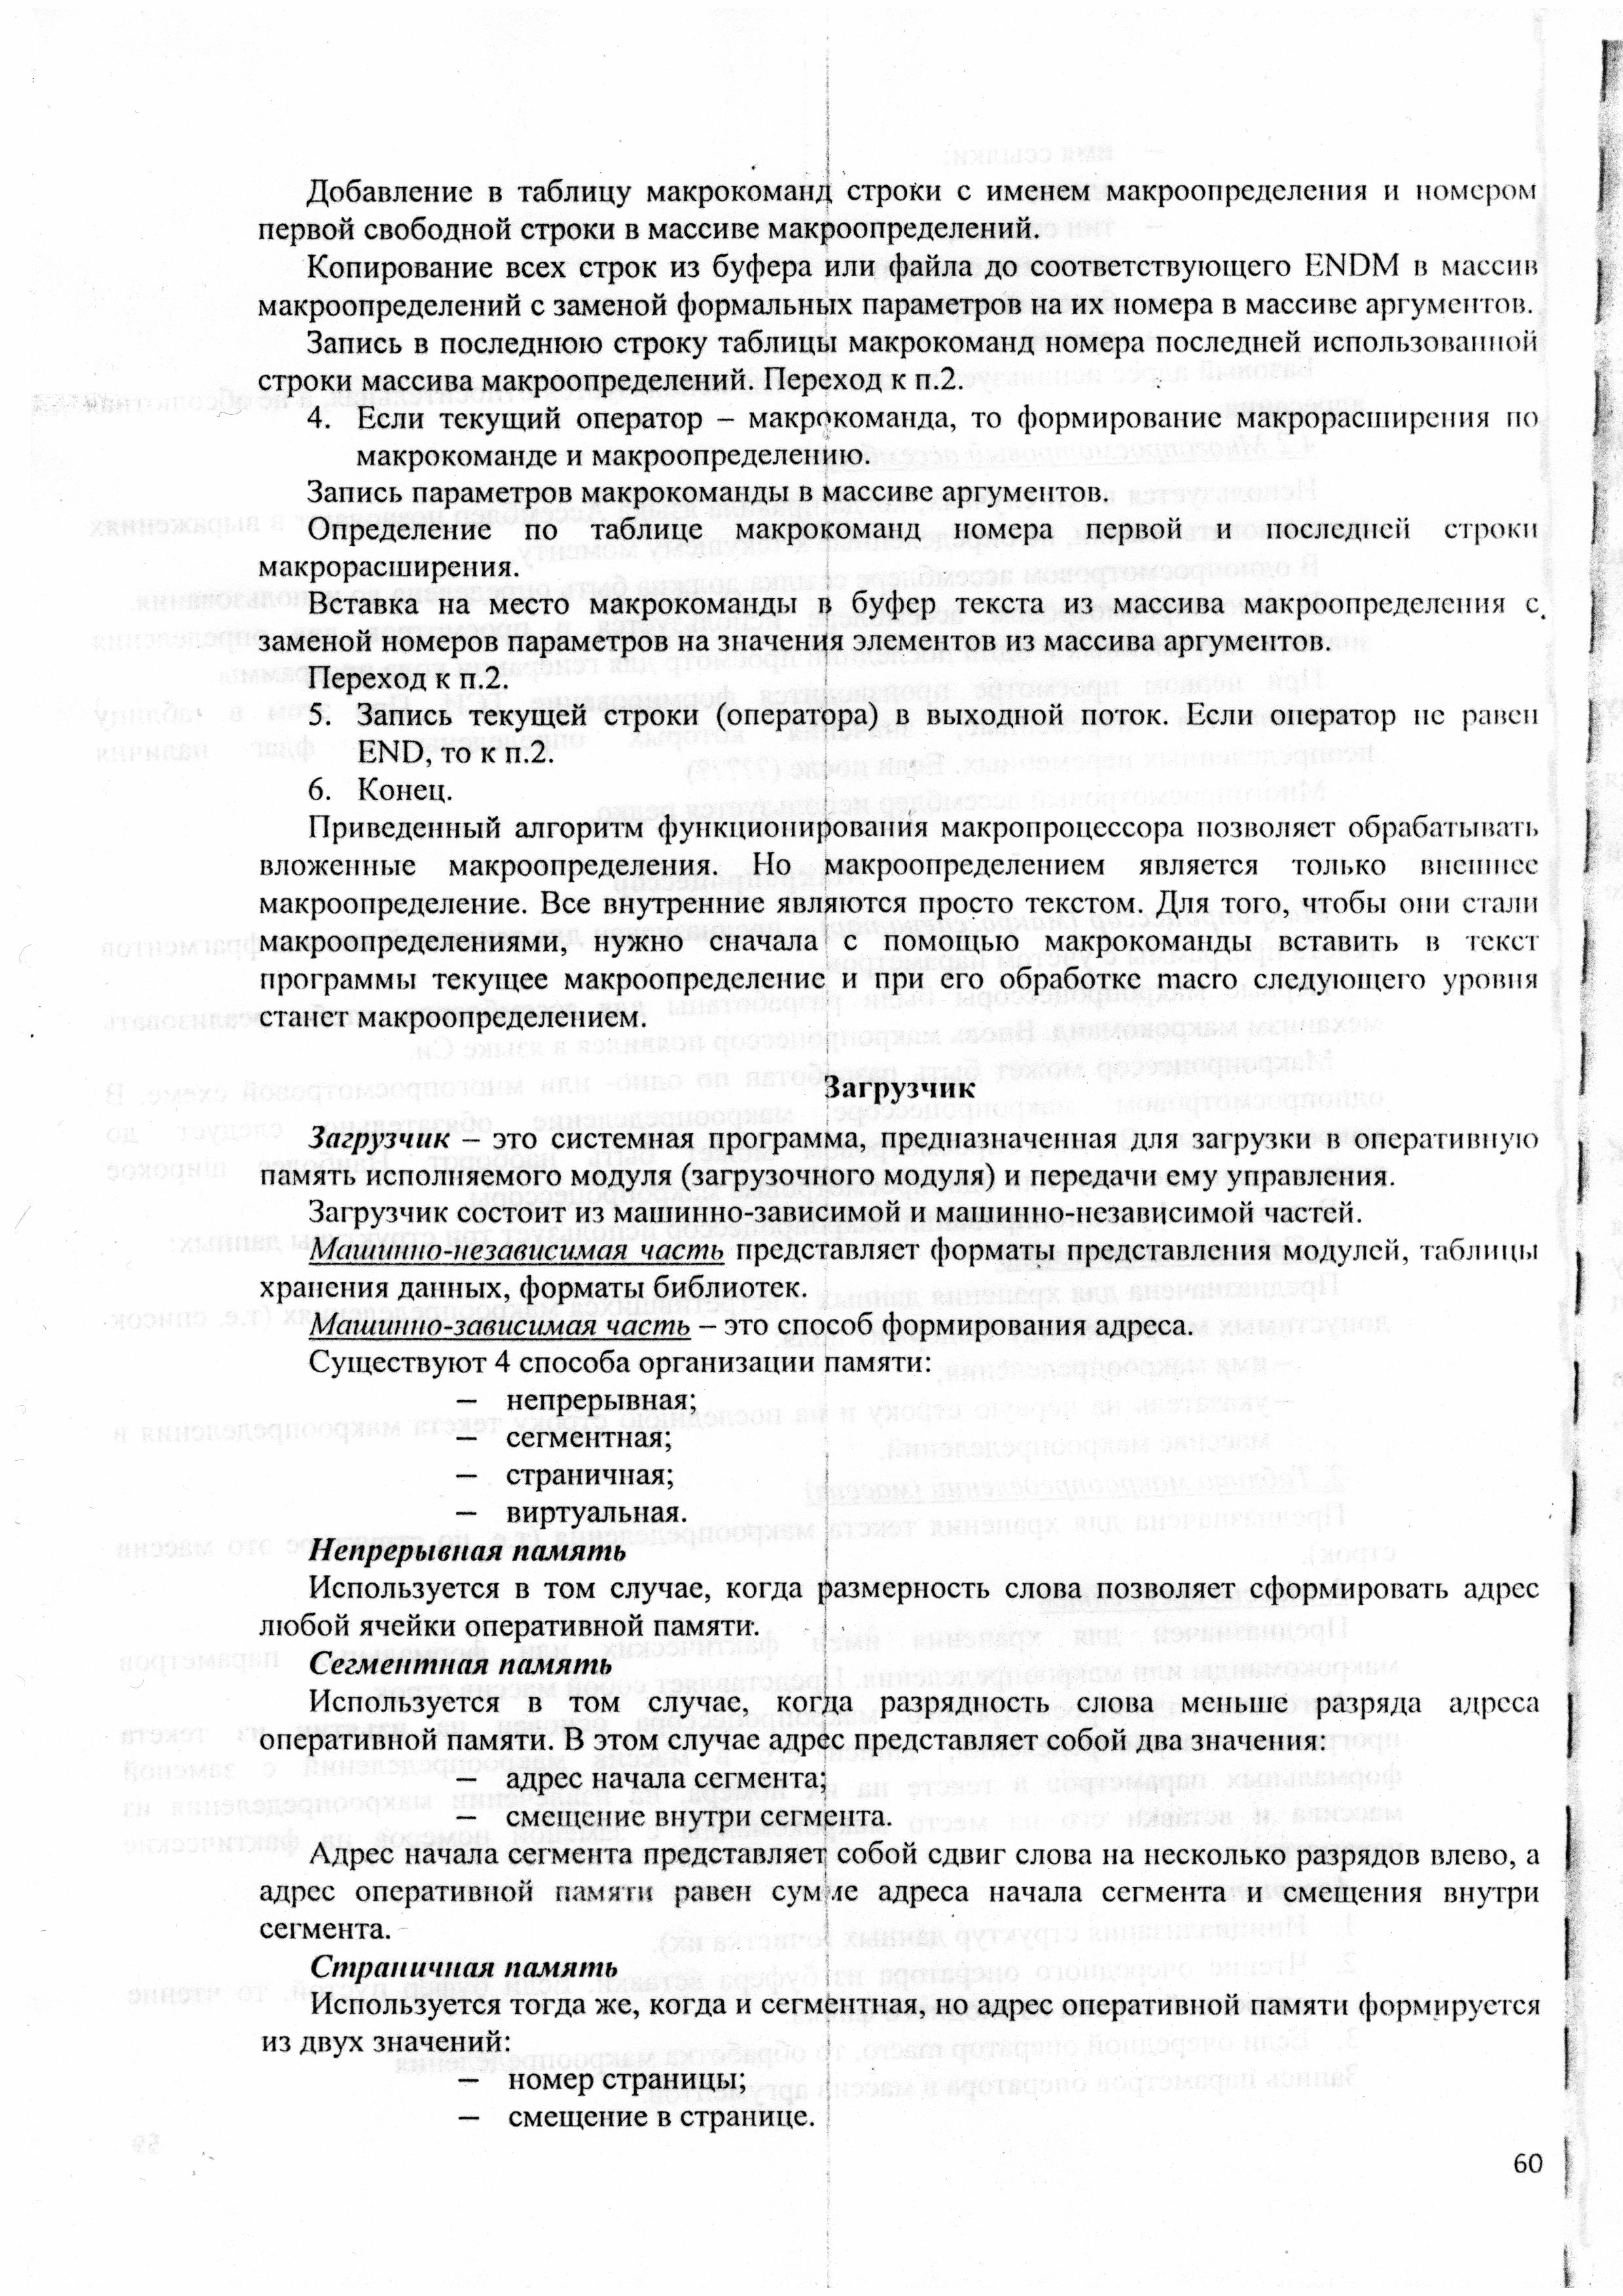 Добавление в таблицу макрокоманд строки с именем макроопределения и номером
первой свободной строки в массиве макроопределений.
Копирование всех строк из буфера или файла до соответствующего ENDM в массив
макроопределений с заменой формальных параметров на их номера в массиве аргументов.
Запись в последнюю строку таблицы макрокоманд номера последней использованной
строки массива макроопределений. Переход к п.2.
4. Если текущий оператор – макрокоманда, то формирование макрорасширения по
макрокоманде и макроопределению.
Запись параметров макрокоманды в массиве аргументов.
Определение по таблице макрокоманд номера первой и последней строки
макрорасширения.
Вставка на место макрокоманды в буфер текста из массива макроопределения с
заменой номеров параметров на значения элементов из массива аргументов.
Переход к п.2.
5. Запись текущей строки (оператора) в выходной поток. Если оператор не равен
END, то к п.2.
6. Конец.
Приведенный алгоритм функционирования макропроцессора позволяет обрабатывать
вложенные макроопределения. Но макроопределением является только внешнее
макроопределение. Все внутренние являются просто текстом. Для того, чтобы они стали
макроопределениями, нужно сначала с помощью макрокоманды вставить в текст
программы текущее макроопределение и при его обработке macro следующего уровня
станет макроопределением.
Загрузчик
Загрузчик – это системная программа, предназначенная для загрузки в оперативную
память исполняемого модуля (загрузочного модуля) и передачи ему управления.
Загрузчик состоит из машинно-зависимой и машинно-независимой частей.
Машинно-независимая часть представляет форматы представления модулей, таблицы
хранения данных, форматы библиотек.
Машинно-зависимая часть – это способ формирования адреса.
Существуют 4 способа организации памяти:
– непрерывная;
– сегментная;
– страничная;
– виртуальная.
Непрерывная память
Используется в том случае, когда размерность слова позволяет сформировать адрес
любой ячейки оперативной памяти.
Сегментная память
Используется в том случае, когда разрядность слова меньше разряда адреса
оперативной памяти. В этом случае адрес представляет собой два значения:
– адрес начала сегмента;
– смещение внутри сегмента.
Адрес начала сегмента представляет собой сдвиг слова на несколько разрядов влево, а
адрес оперативной памяти равен сумме адреса начала сегмента и смещения внутри
сегмента.
Страничная память
Используется тогда же, когда и сегментная, но адрес оперативной памяти формируется
из двух значений:
– номер страницы;
– смещение в странице.
60